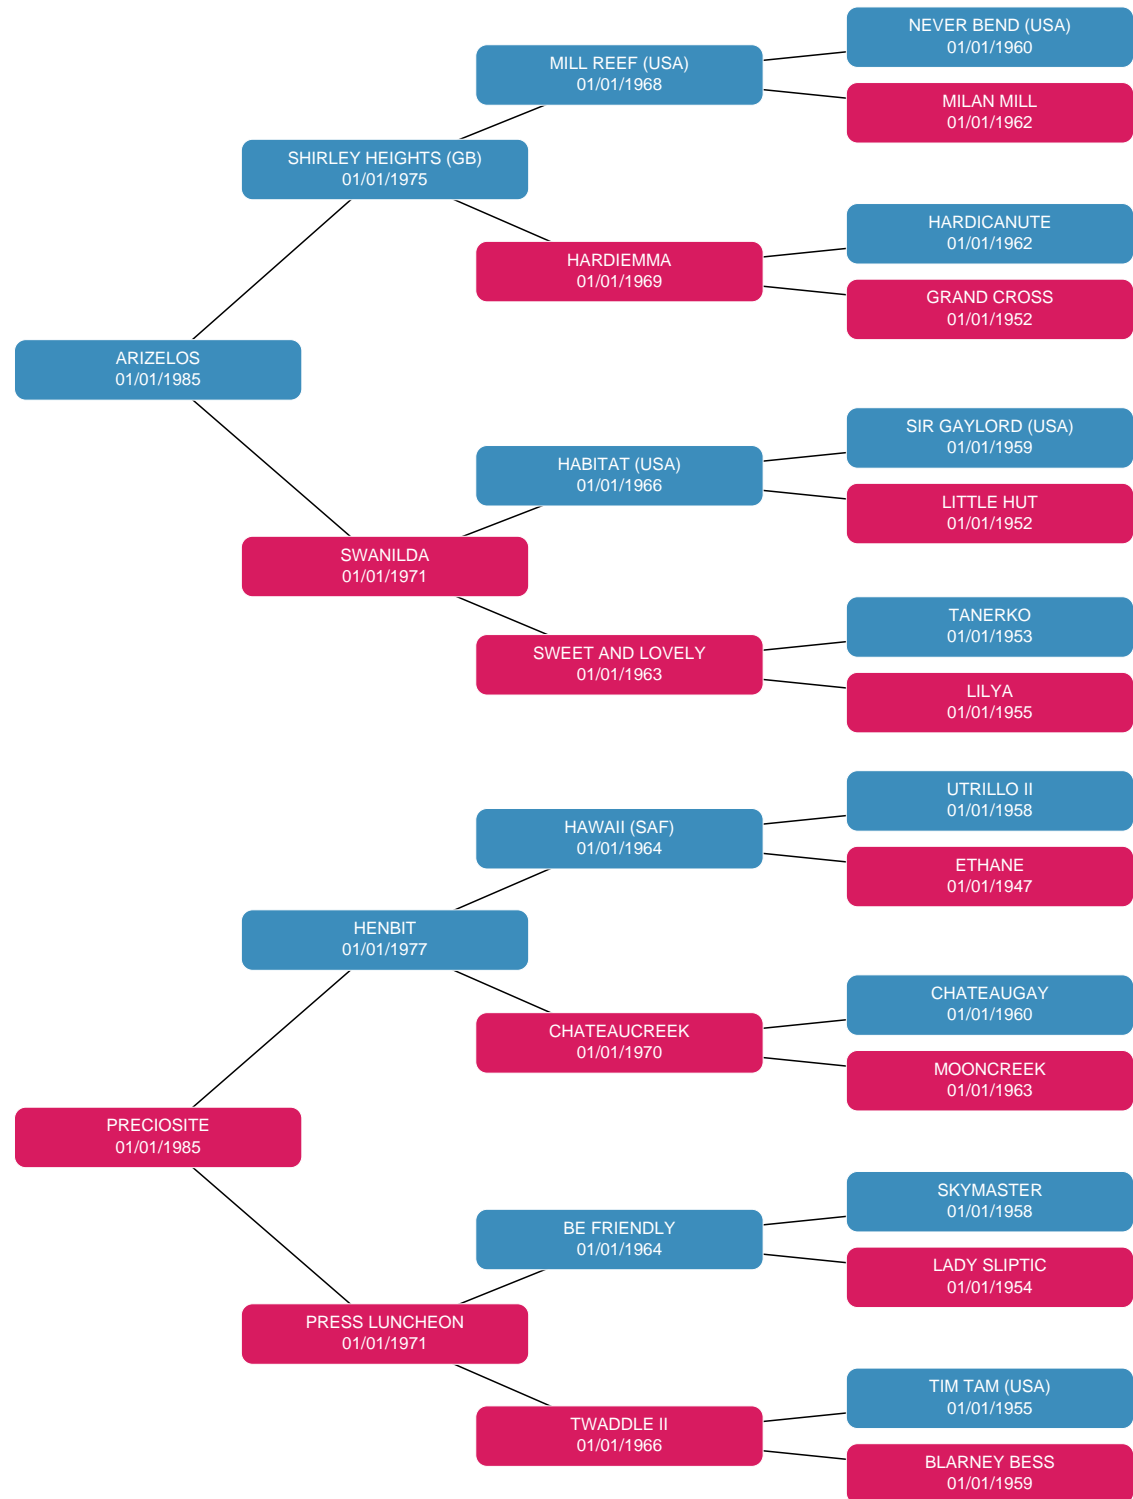 NEVER BEND (USA)
01/01/1960
MILL REEF (USA)
01/01/1968
MILAN MILL
01/01/1962
SHIRLEY HEIGHTS (GB)
01/01/1975
HARDICANUTE
01/01/1962
HARDIEMMA
01/01/1969
GRAND CROSS
01/01/1952
ARIZELOS
01/01/1985
SIR GAYLORD (USA)
01/01/1959
HABITAT (USA)
01/01/1966
LITTLE HUT
01/01/1952
SWANILDA
01/01/1971
TANERKO
01/01/1953
SWEET AND LOVELY
01/01/1963
LILYA
01/01/1955
UTRILLO II
01/01/1958
HAWAII (SAF)
01/01/1964
ETHANE
01/01/1947
HENBIT
01/01/1977
CHATEAUGAY
01/01/1960
CHATEAUCREEK
01/01/1970
MOONCREEK
01/01/1963
PRECIOSITE
01/01/1985
SKYMASTER
01/01/1958
BE FRIENDLY
01/01/1964
LADY SLIPTIC
01/01/1954
PRESS LUNCHEON
01/01/1971
TIM TAM (USA)
01/01/1955
TWADDLE II
01/01/1966
BLARNEY BESS
01/01/1959